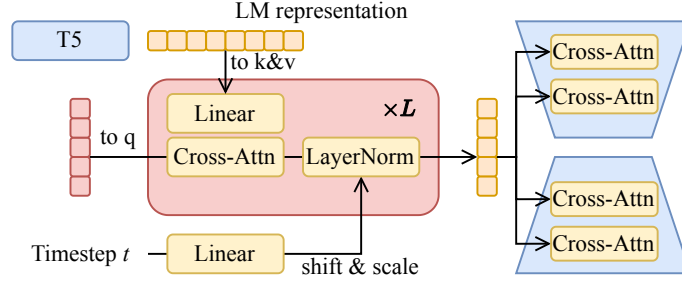 LM representation
T5
to k&v
Cross-Attn
Cross-Attn
Linear
×L
to q
Cross-Attn
LayerNorm
Cross-Attn
Cross-Attn
Timestep t
Linear
shift & scale